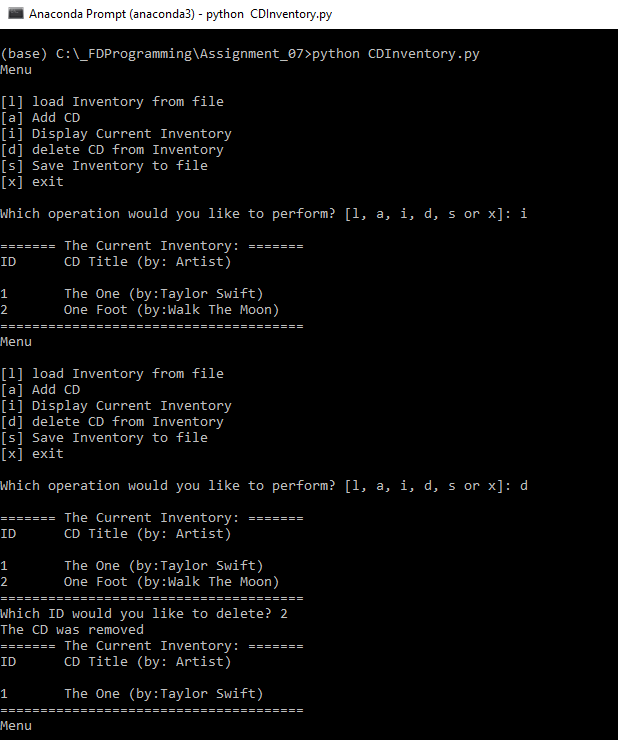 Anaconda Prompt (anaconda3) - python  CDInventory.py
(base) C:\_FDProgramming\Assignment_07>python CDInventory.py
Menu
[l] load Inventory from file
[a] Add CD
[i] Display Current Inventory
[d] delete CD from Inventory
[s] Save Inventory to file
[x] exit
Which operation would you like to perform? [l, a, i, d, s or x]: i
======= The Current Inventory: =======
ID      CD Title (by: Artist)
1       The One (by:Taylor Swift)
2       One Foot (by:Walk The Moon)
======================================
Menu
[l] load Inventory from file
[a] Add CD
[i] Display Current Inventory
[d] delete CD from Inventory
[s] Save Inventory to file
[x] exit
Which operation would you like to perform? [l, a, i, d, s or x]: d
======= The Current Inventory: =======
ID      CD Title (by: Artist)
1       The One (by:Taylor Swift)
2       One Foot (by:Walk The Moon)
======================================
Which ID would you like to delete? 2
The CD was removed
======= The Current Inventory: =======
ID      CD Title (by: Artist)
1       The One (by:Taylor Swift)
======================================
Menu